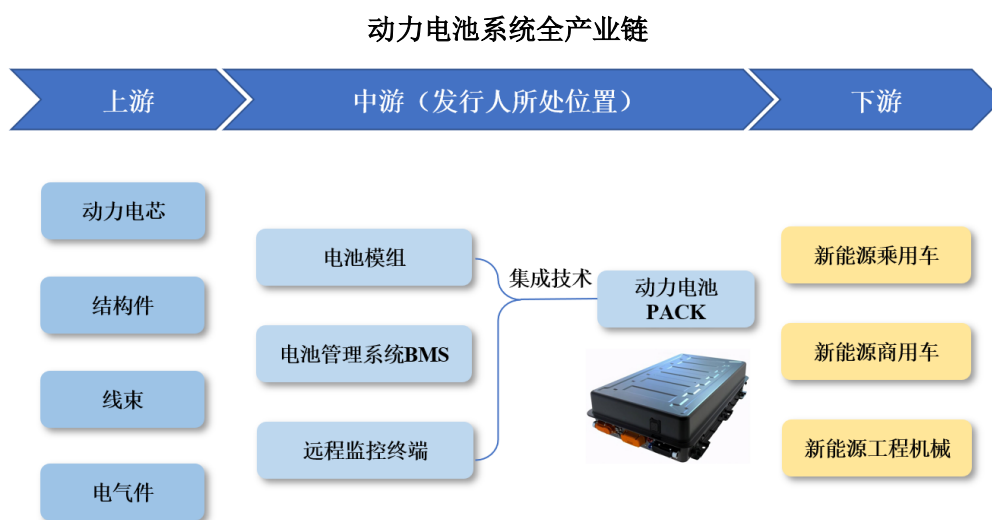 动力电池系统全产业链
上游
中游（发行人所处位置）
下游
动力电芯
结构件
线束
电气件
电池模组
电池管理系统BMS
远程监控终端
集成技术
动力电池
PACK
新能源乘用车
新能源商用车
新能源工程机械